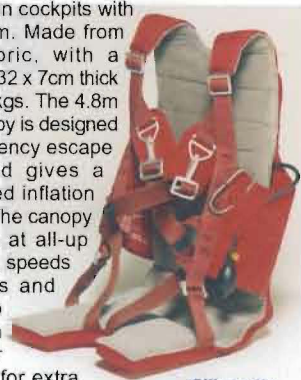 in cockpits with
m. Made from
bric, with a
32 x 7cm thick
kgs. The 4.8m
py is designed
ency escape
d gives a
ed inflation
he canopy
at all-up
speeds
s and
for extra